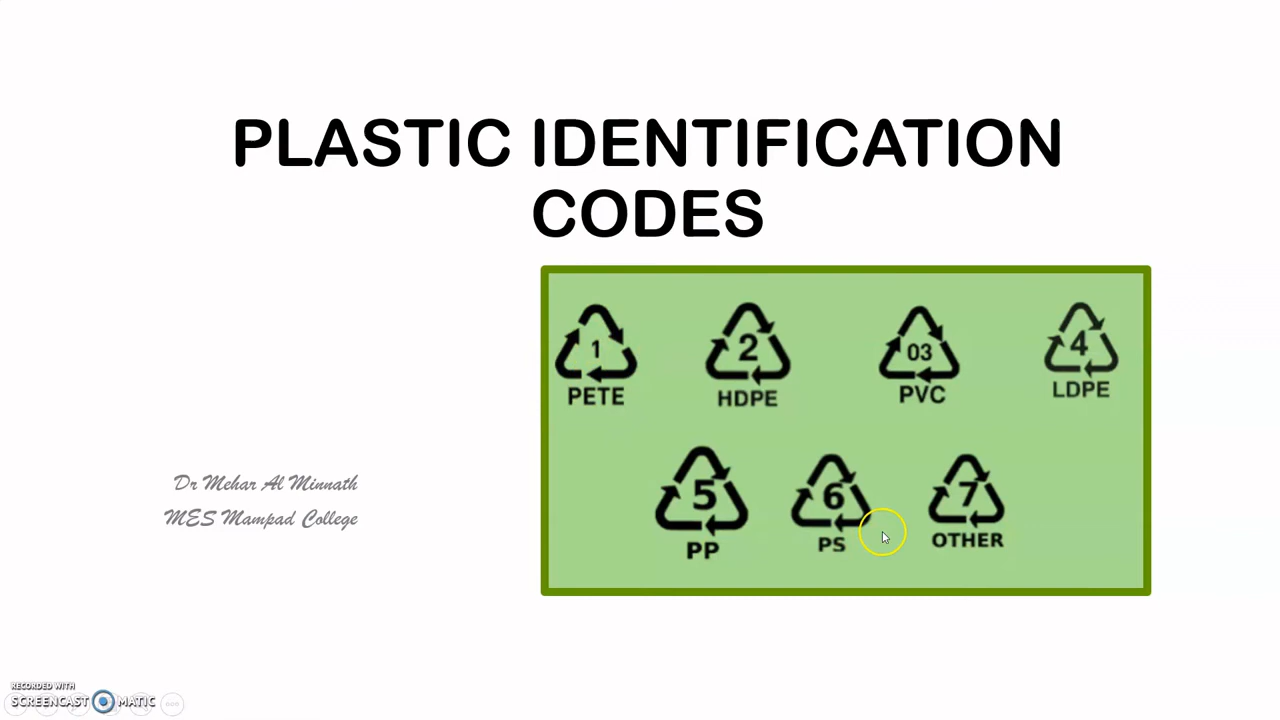 PLASTIC IDENTIFICATION
CODES
1 2 03 4
PETE HDPE PVC LDPE
5 6 7
PP PS OTHER
Dr Mehar Al Minnath
MES Mampad College
RECORDED WITH
SCREENCAST MATIC